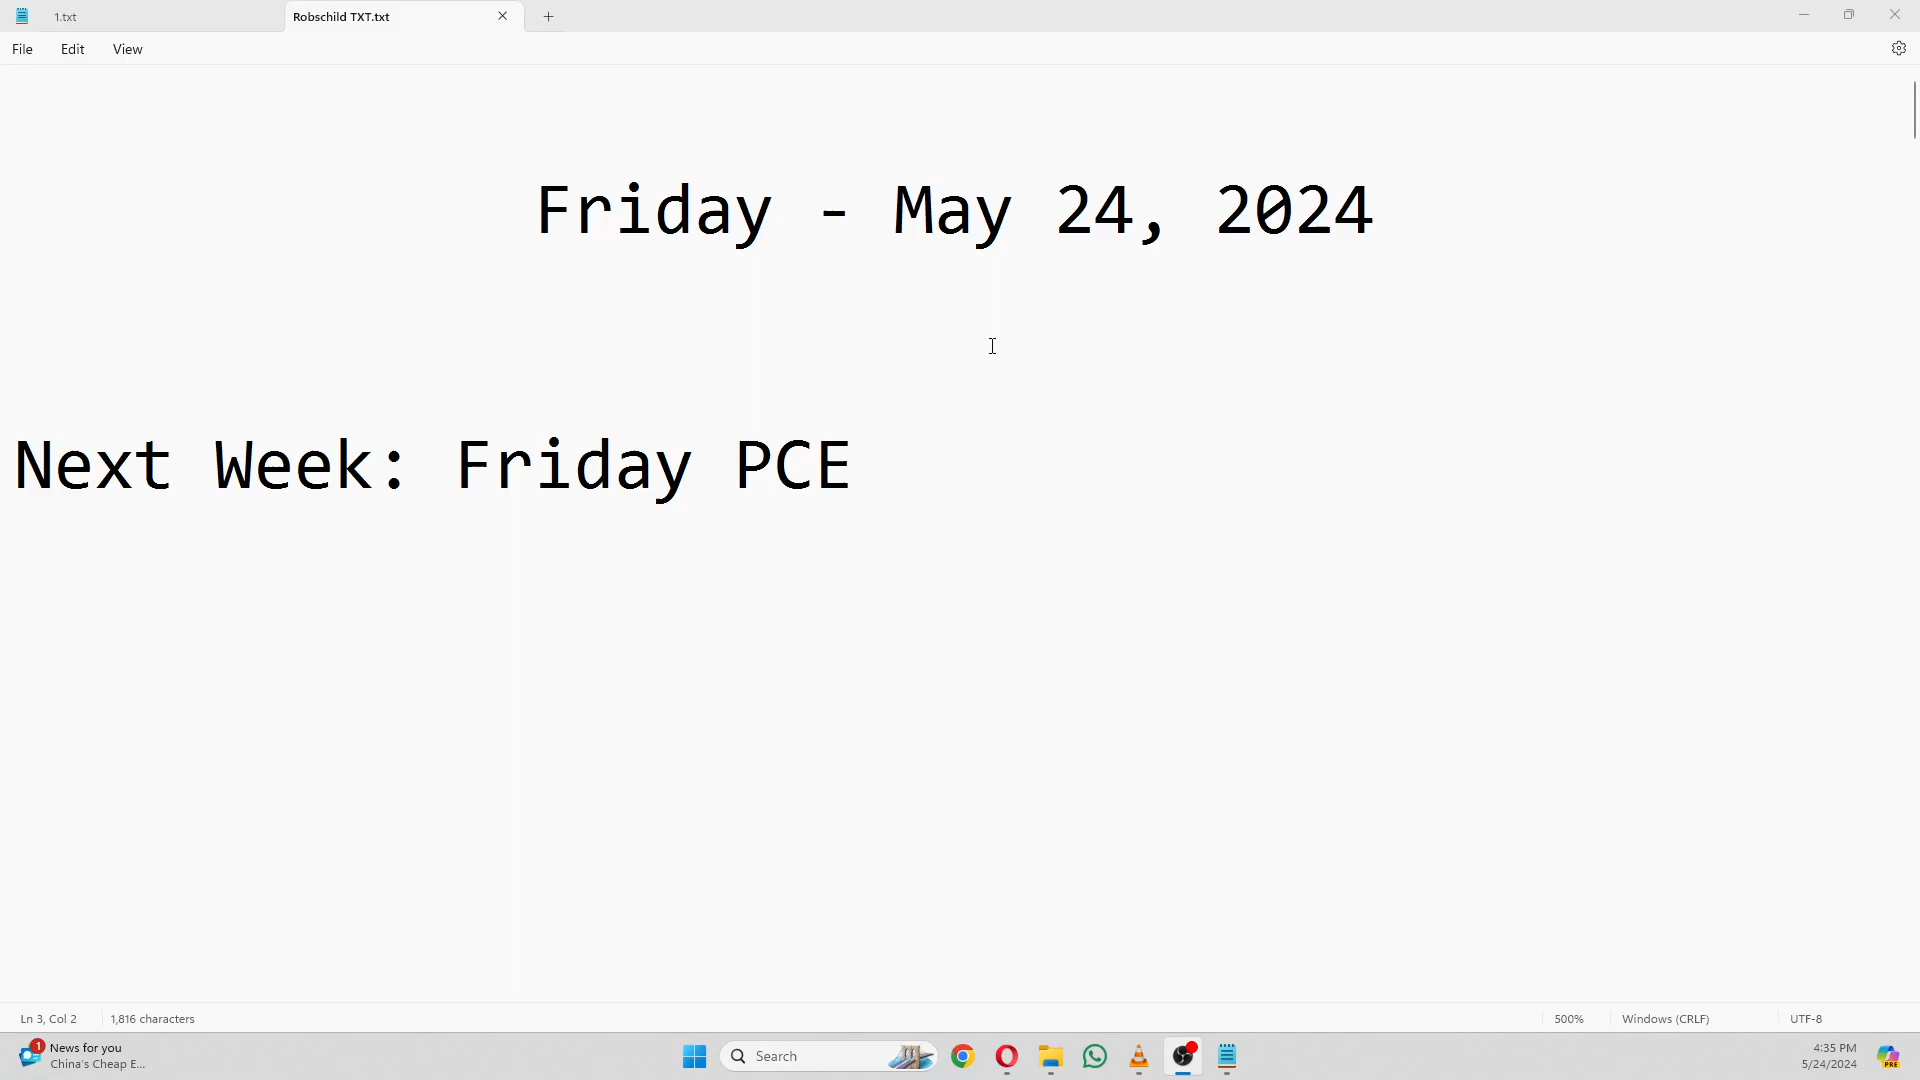 1.txt
Robschild TXT.txt
File Edit View
Friday - May 24, 2024
Next Week: Friday PCE
Ln 3, Col 2
1,816 characters
500%
Windows (CRLF)
UTF-8
1
News for you
China's Cheap E...
Search
4:35 PM
5/24/2024
PRE